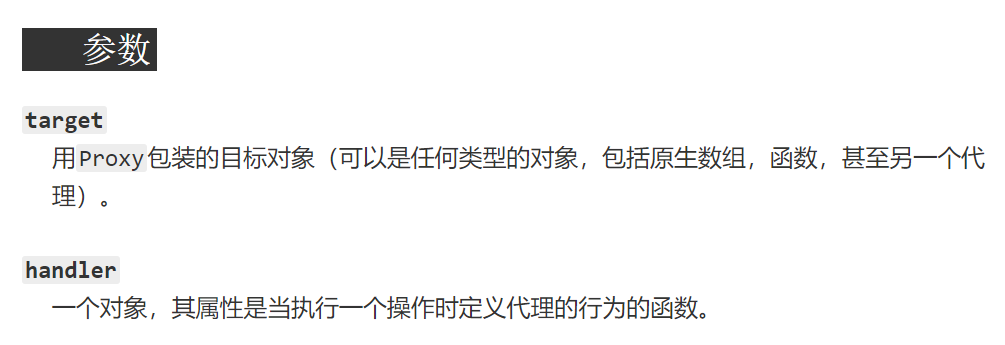 参数
target
用Proxy包装的目标对象（可以是任何类型的对象，包括原生数组，函数，甚至另一个代
理）。
handler
一个对象，其属性是当执行一个操作时定义代理的行为的函数。